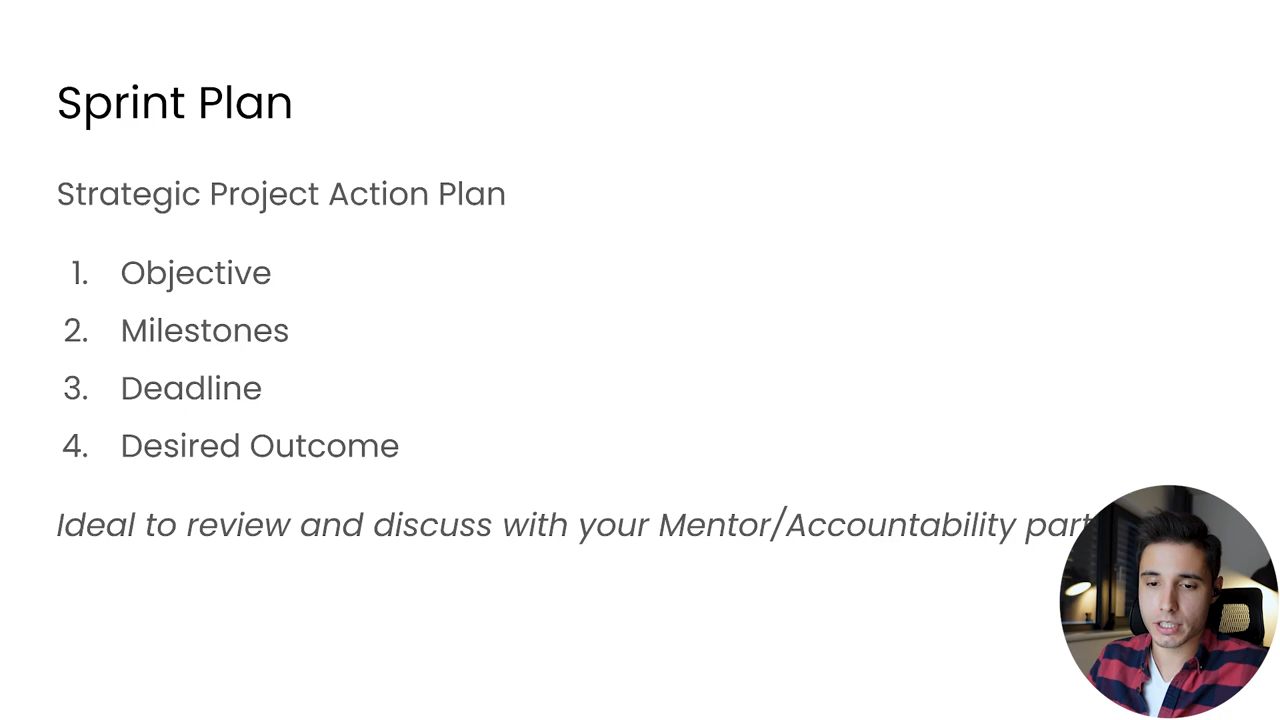 Sprint Plan
Strategic Project Action Plan
1. Objective
2. Milestones
3. Deadline
4. Desired Outcome
Ideal to review and discuss with your Mentor/Accountability